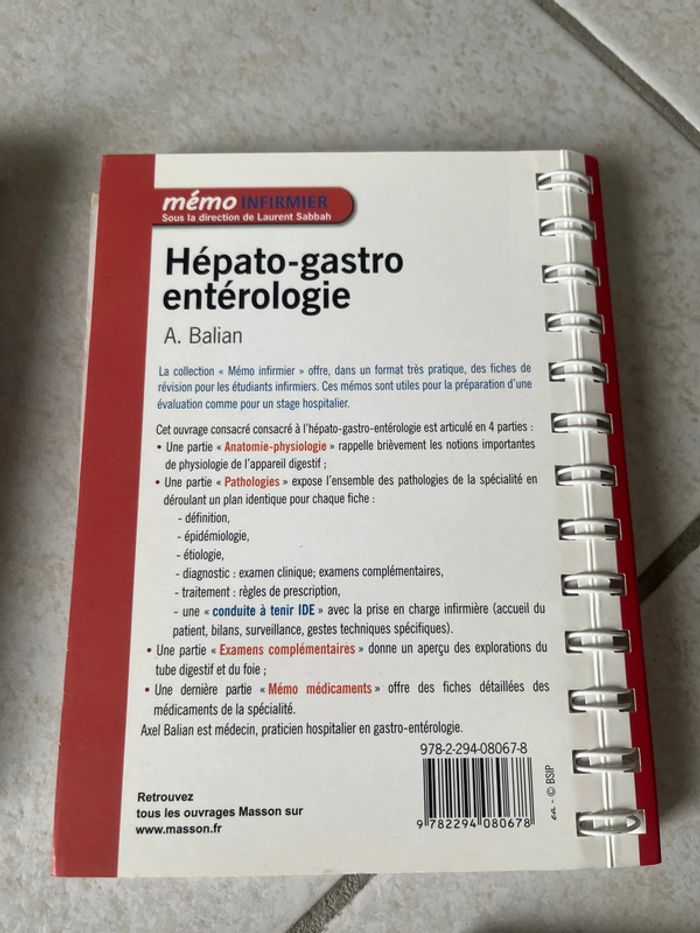 mémo INFIRMIER
Sous la direction de Laurent Sabbah
Hépato-gastro
entérologie
A. Balian
La collection « Mémo infirmier » offre, dans un format très pratique, des fiches de
révision pour les étudiants infirmiers. Ces mémos sont utiles pour la préparation d'une
évaluation comme pour un stage hospitalier.
Cet ouvrage consacré consacré à l'hépato-gastro-entérologie est articulé en 4 parties :
• Une partie « Anatomie-physiologie » rappelle brièvement les notions importantes
de physiologie de l'appareil digestif ;
• Une partie « Pathologies » expose l'ensemble des pathologies de la spécialité en
déroulant un plan identique pour chaque fiche :
- définition,
- épidémiologie,
- étiologie,
- diagnostic : examen clinique; examens complémentaires,
- traitement : règles de prescription,
- une « conduite à tenir IDE » avec la prise en charge infirmière (accueil du
patient, bilans, surveillance, gestes techniques spécifiques).
• Une partie « Examens complémentaires » donne un aperçu des explorations du
tube digestif et du foie ;
• Une dernière partie « Mémo médicaments » offre des fiches détaillées des
médicaments de la spécialité.
Axel Balian est médecin, praticien hospitalier en gastro-entérologie.
978-2-294-08067-8
9 782294 080678
ea - © BSIP
Retrouvez
tous les ouvrages Masson sur
www.masson.fr